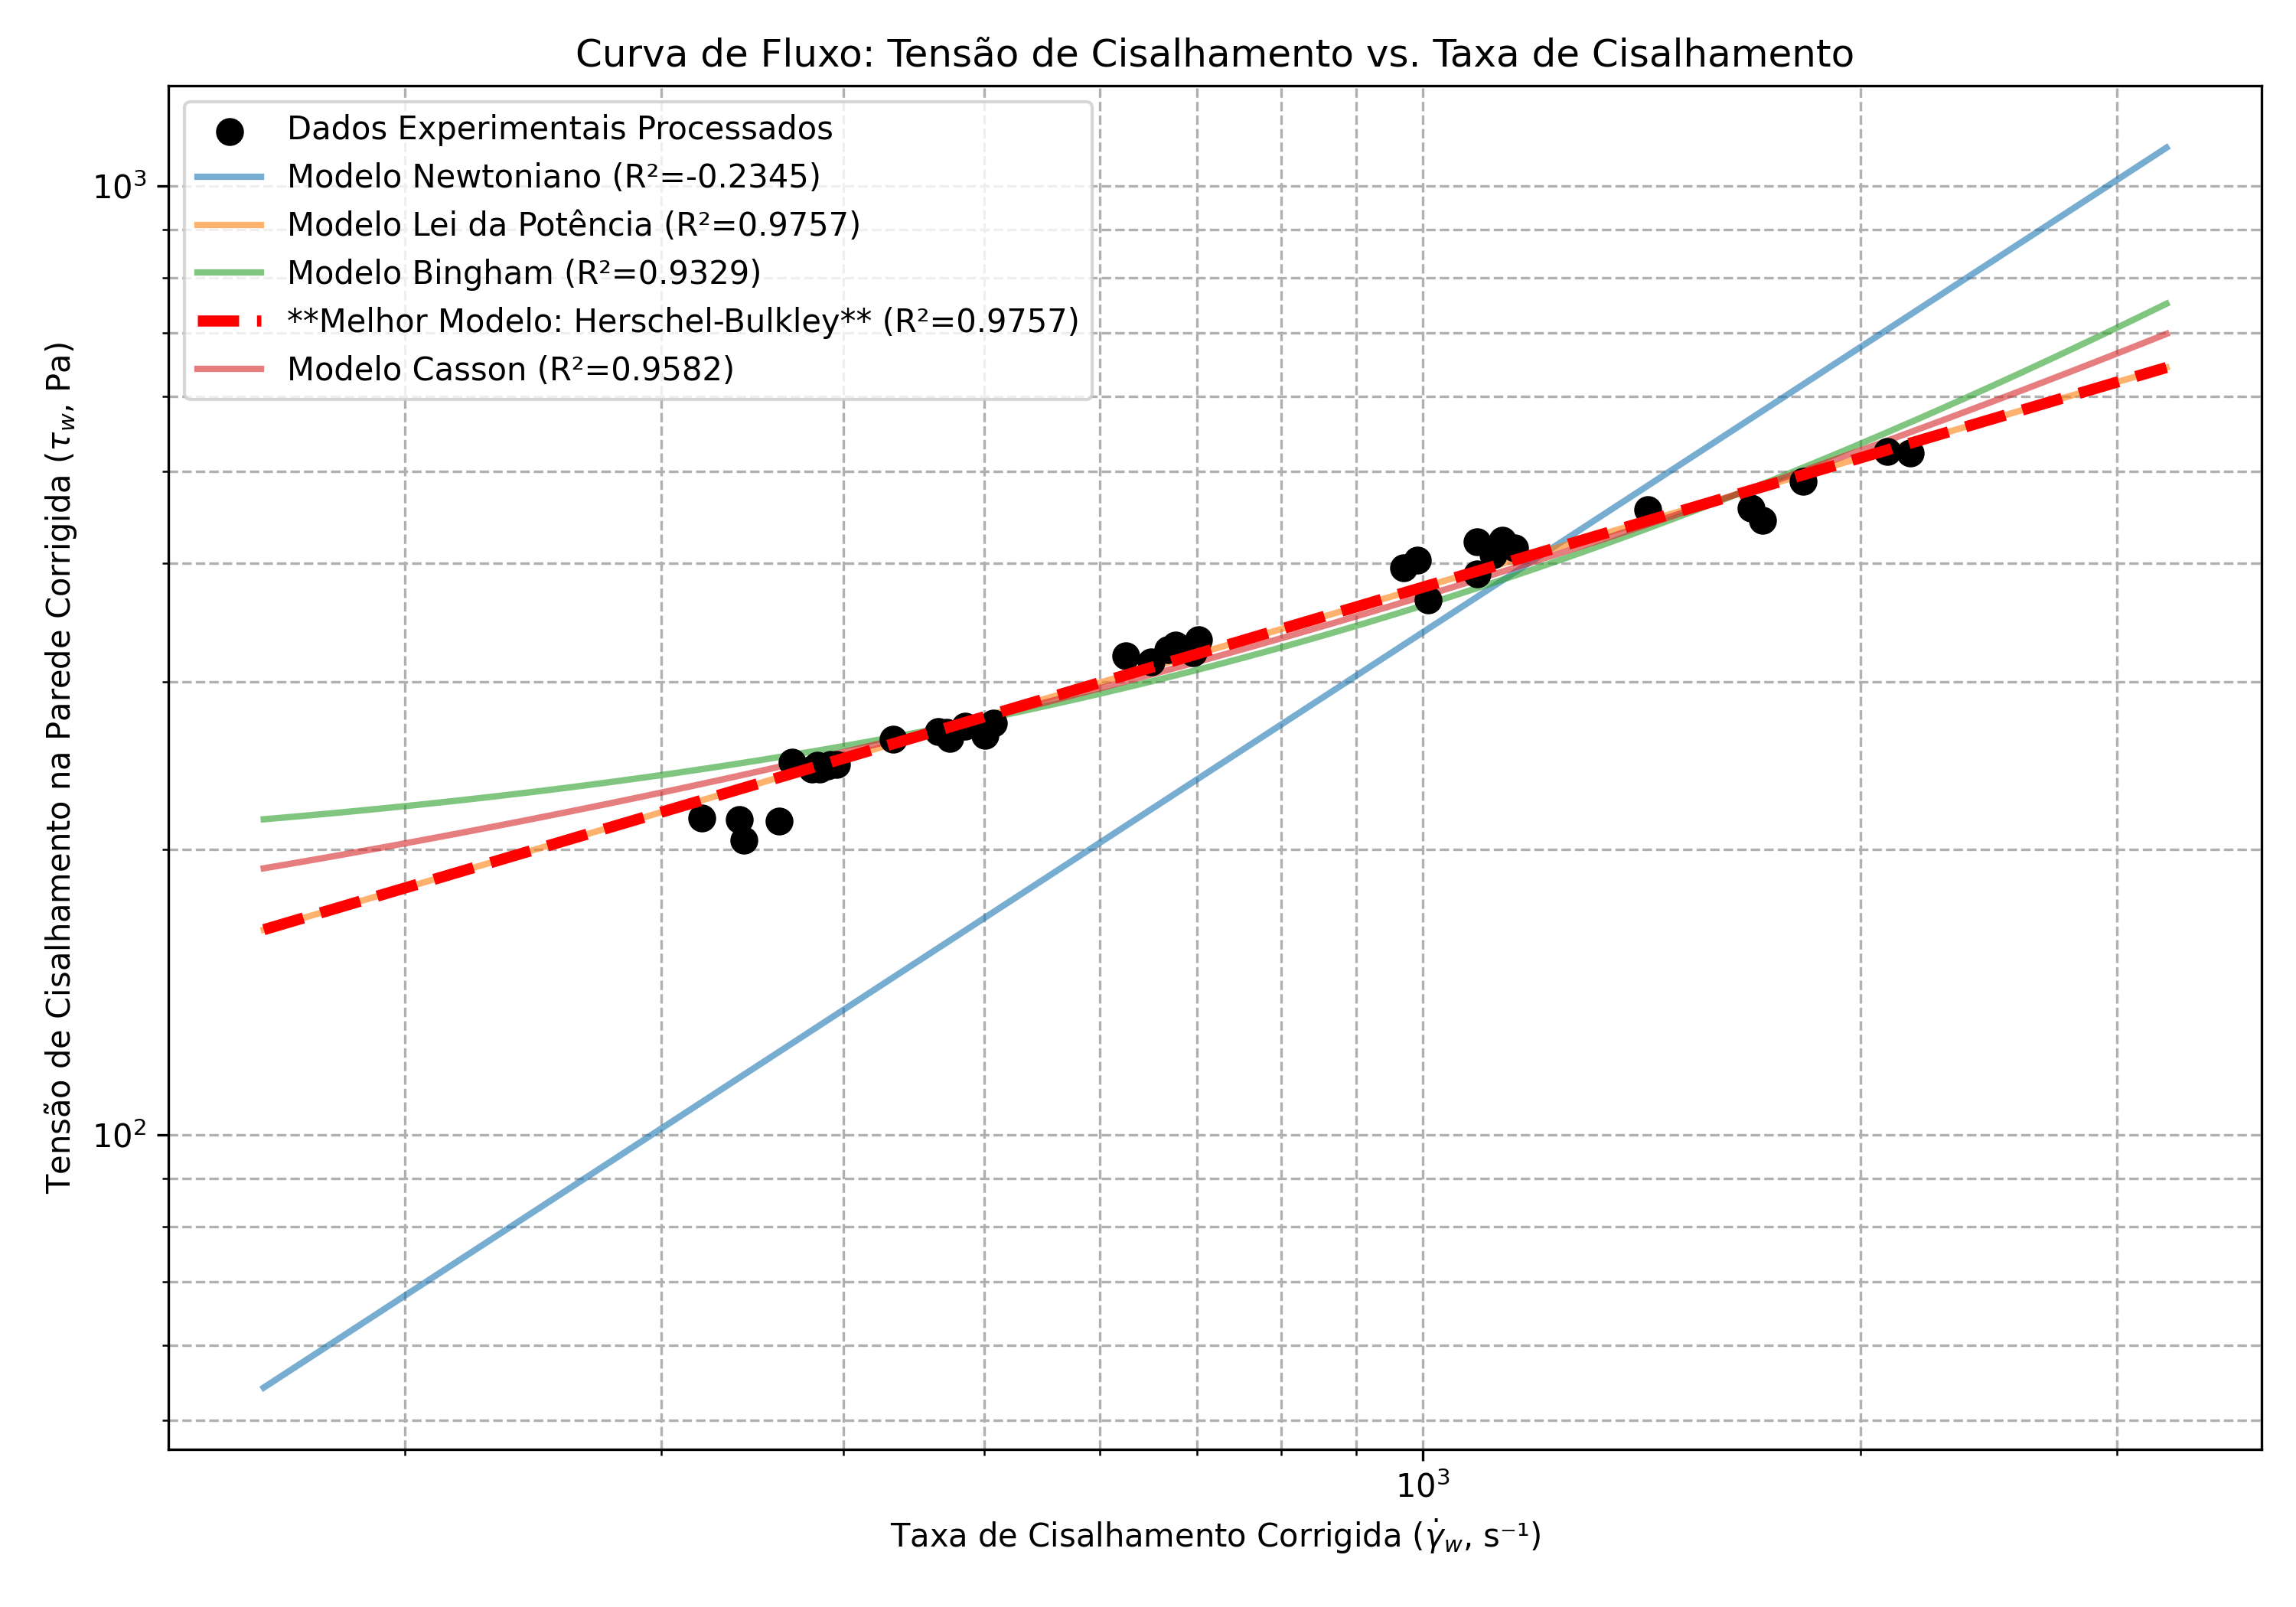 Curva de Fluxo: Tensão de Cisalhamento vs. Taxa de Cisalhamento
Dados Experimentais Processados
Modelo Newtoniano (R²=-0.2345)
Modelo Lei da Potência (R²=0.9757)
Modelo Bingham (R²=0.9329)
**Melhor Modelo: Herschel-Bulkley** (R²=0.9757)
Modelo Casson (R²=0.9582)
Tensão de Cisalhamento na Parede Corrigida (τ_w, Pa)
10³
10²
10³
Taxa de Cisalhamento Corrigida (γ̇_w, s⁻¹)